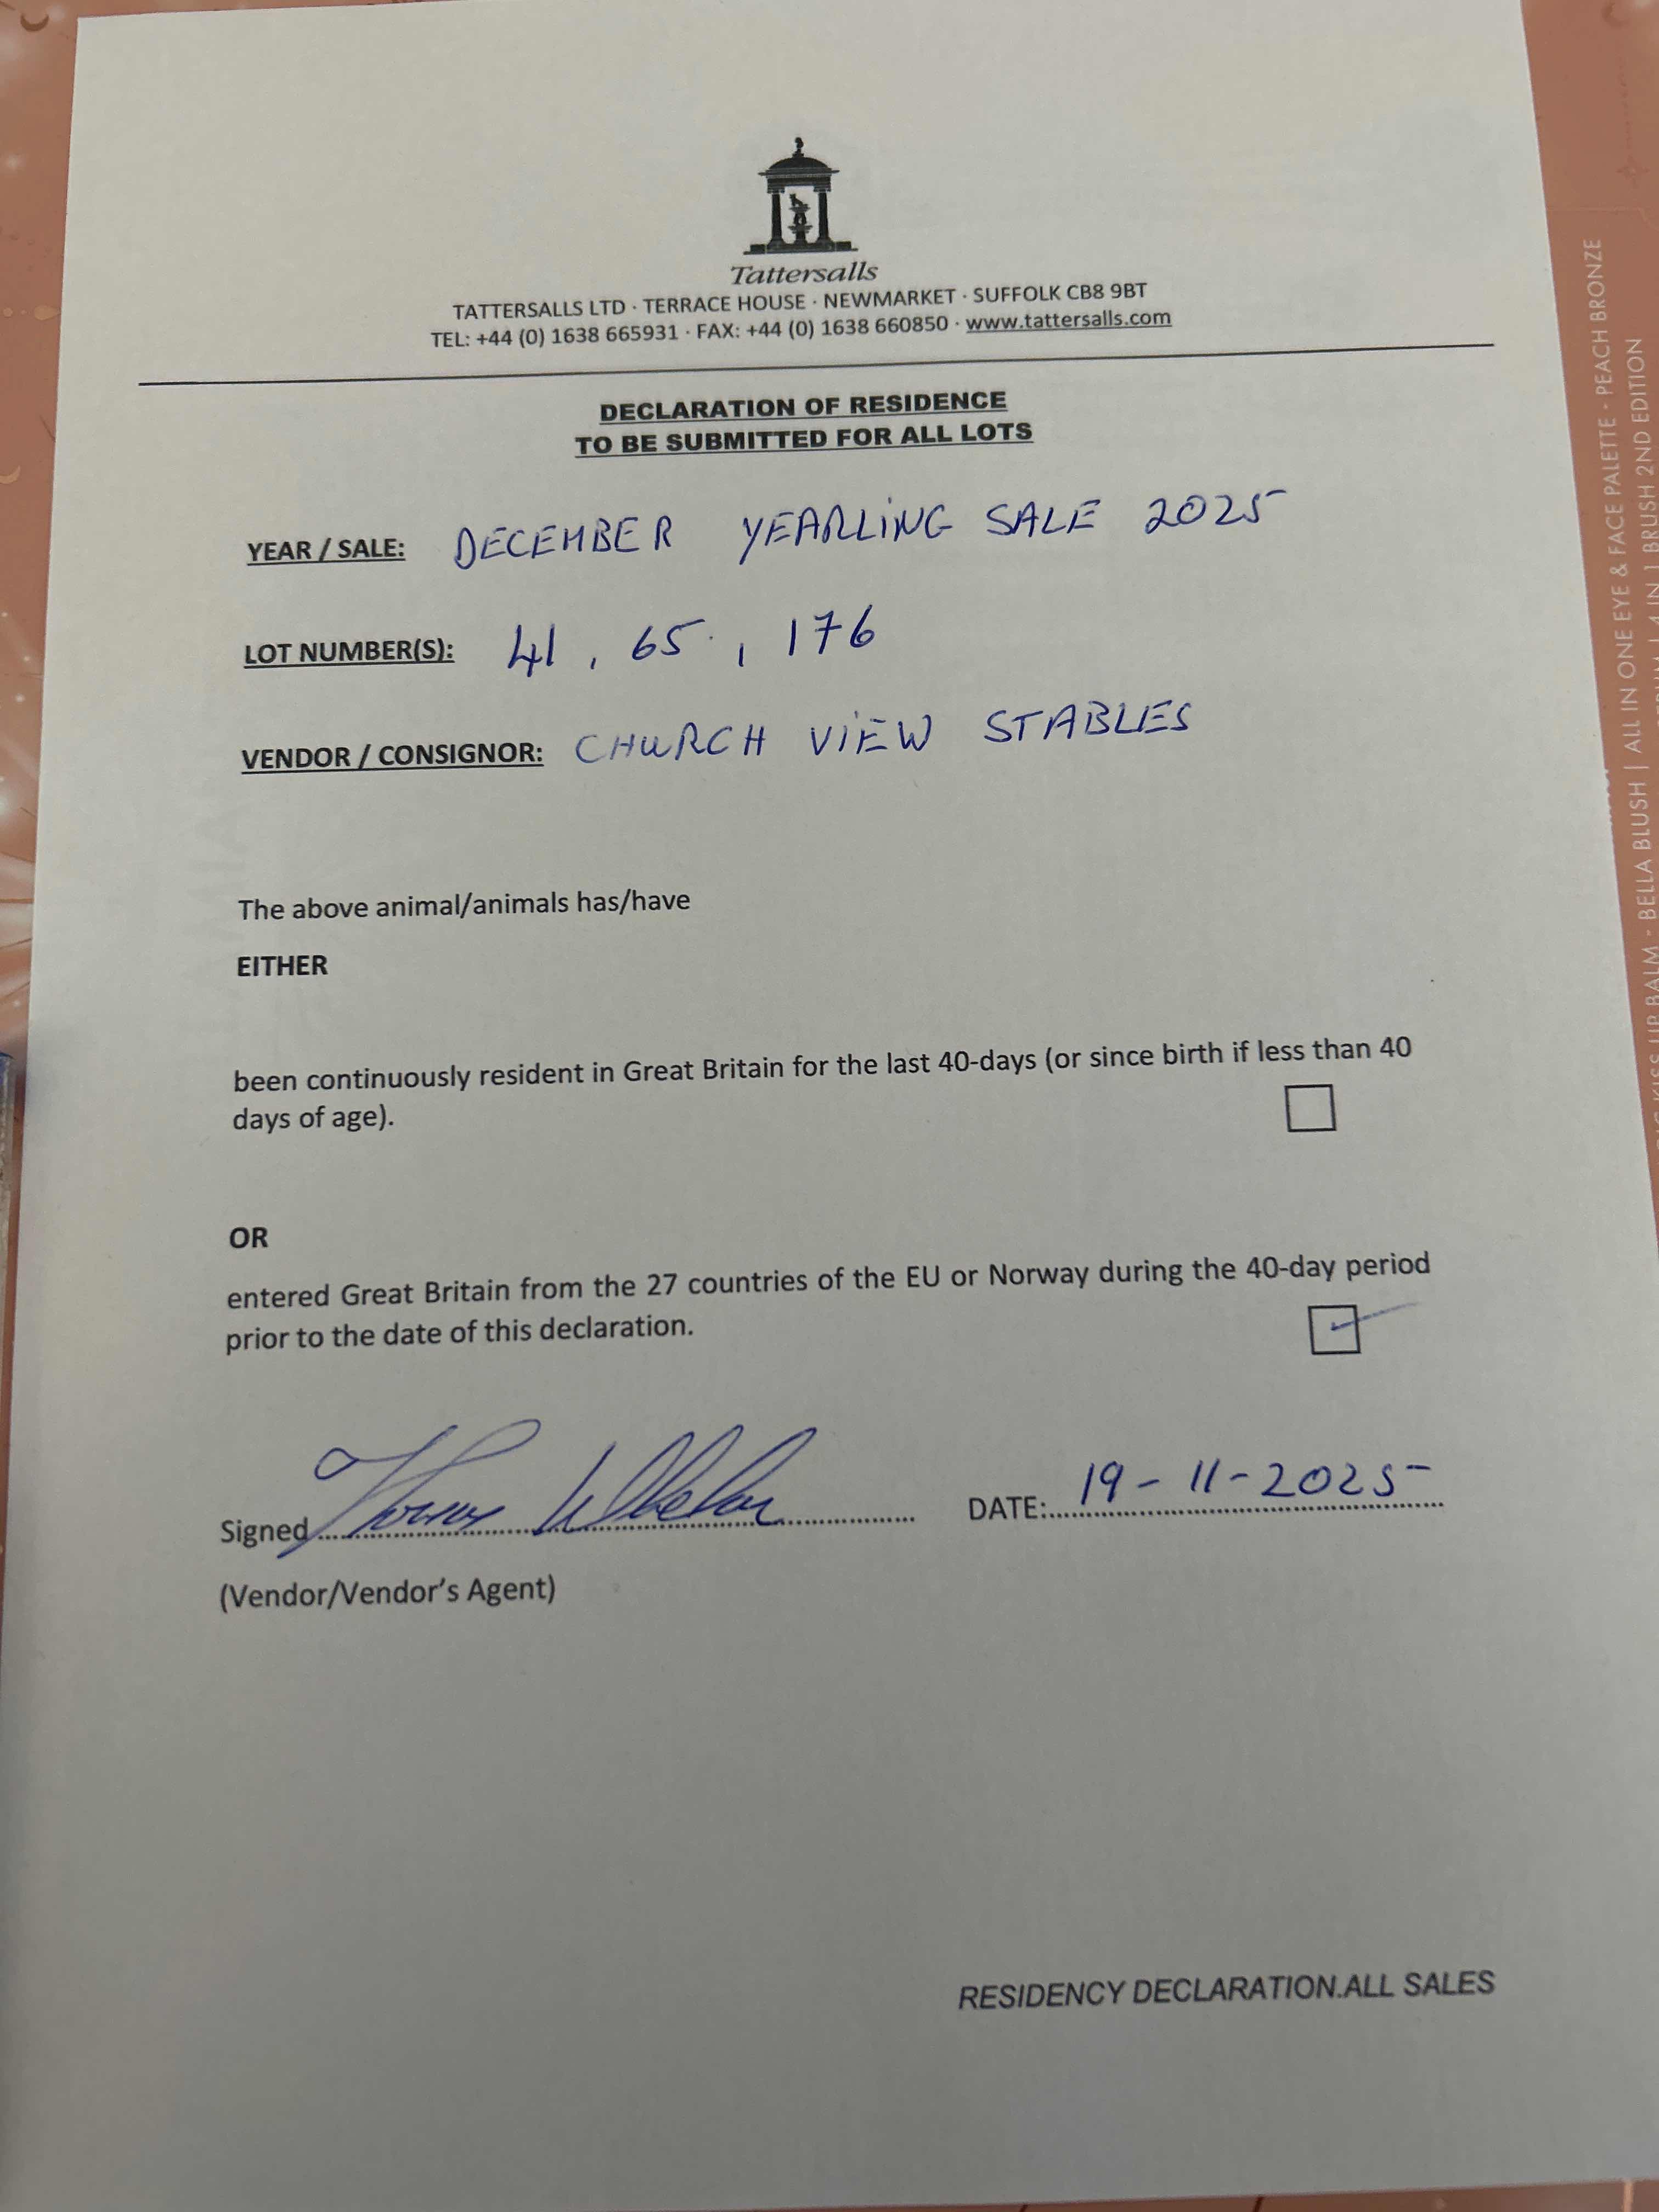 Tattersalls
TATTERSALLS LTD · TERRACE HOUSE · NEWMARKET · SUFFOLK CB8 9BT
TEL: +44 (0) 1638 665931 · FAX: +44 (0) 1638 660850 · www.tattersalls.com
DECLARATION OF RESIDENCE
TO BE SUBMITTED FOR ALL LOTS
YEAR / SALE: DECEMBER YEARLING SALE 2025
LOT NUMBER(S): 41, 65, 176
VENDOR / CONSIGNOR: CHURCH VIEW STABLES
The above animal/animals has/have
EITHER
been continuously resident in Great Britain for the last 40-days (or since birth if less than 40
days of age).
OR
entered Great Britain from the 27 countries of the EU or Norway during the 40-day period
prior to the date of this declaration.
Signed Thomas Whelan DATE: 19-11-2025
(Vendor/Vendor's Agent)
RESIDENCY DECLARATION.ALL SALES
ALL IN ONE EYE & FACE PALETTE - PEACH BRONZE
BALM - BELLA BLUSH | 4 IN 1 BRUSH 2ND EDITION